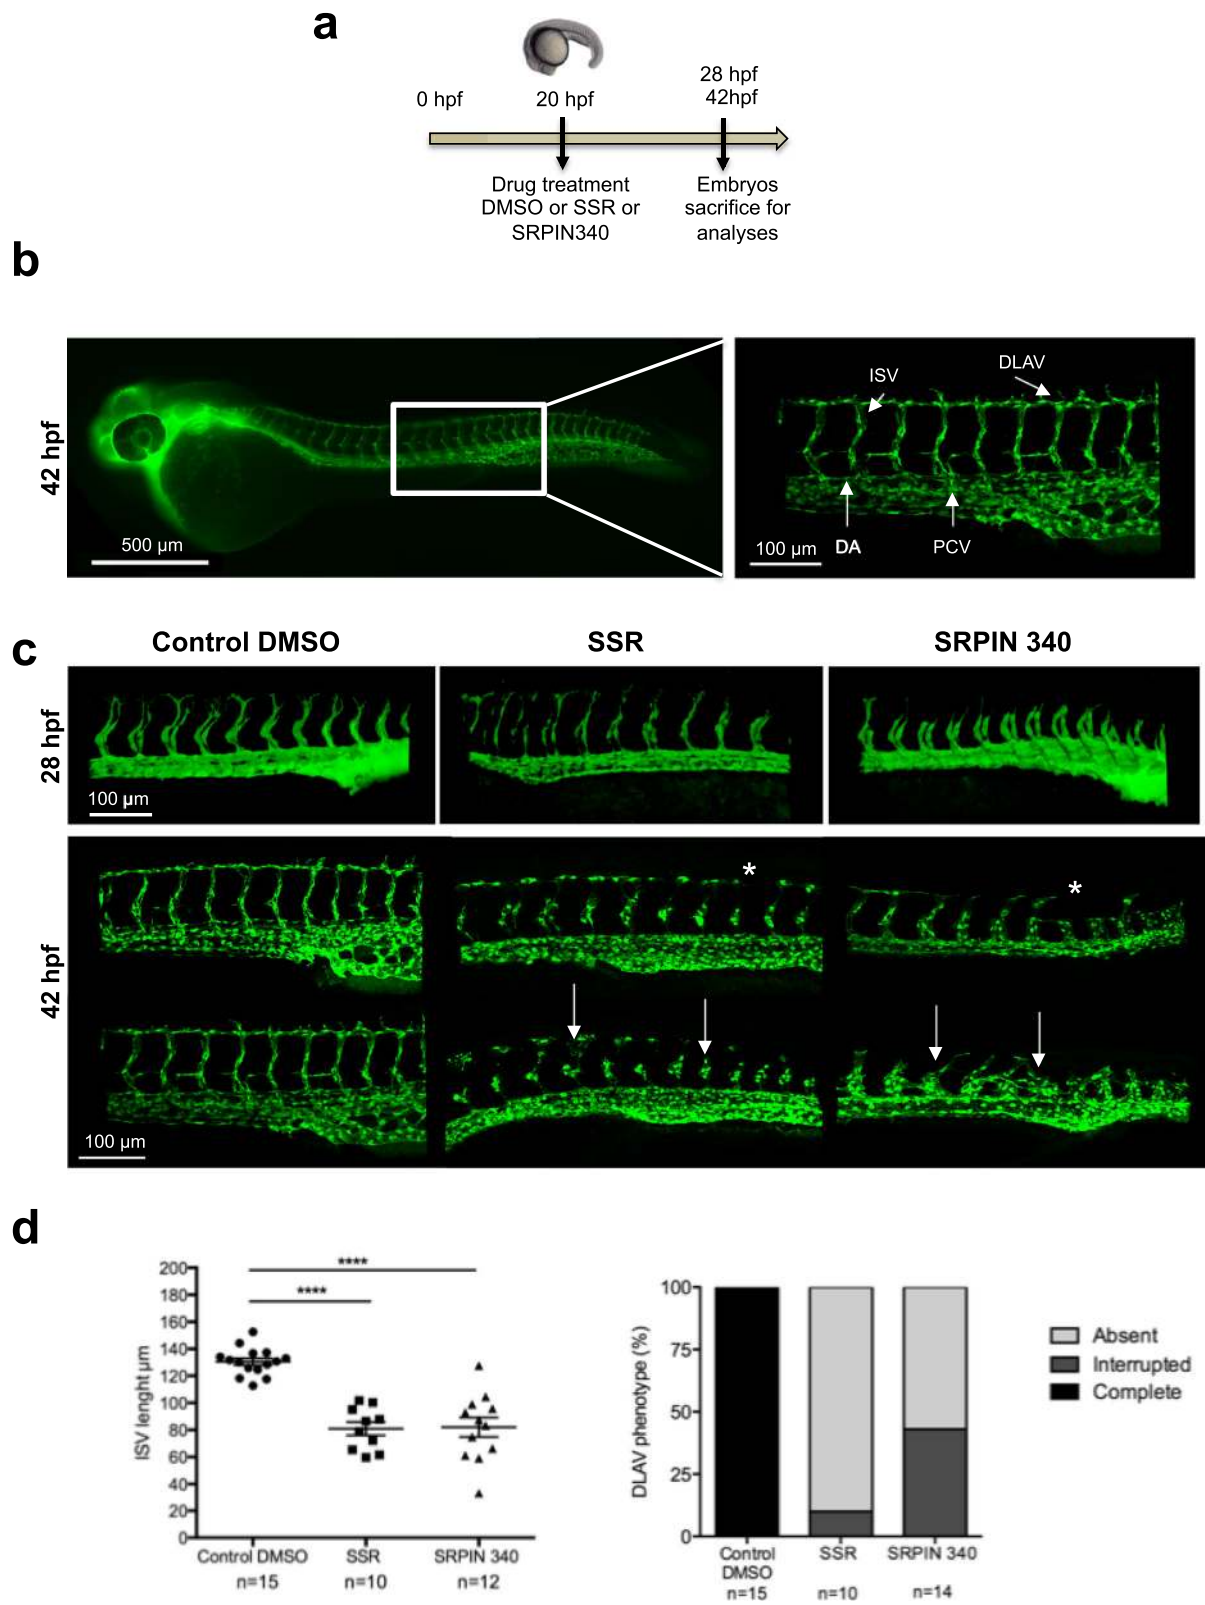 a
28 hpf
0 hpf 20 hpf 42hpf
Drug treatment
DMSO or SSR or
SRPIN340
Embryos
sacrifice for
analyses
b
42 hpf
500 µm
ISV
DLAV
100 µm
DA
PCV
c
Control DMSO SSR SRPIN 340
28 hpf
100 µm
42 hpf
*
*
100 µm
d
ISV lenght µm
200
180
160
140
120
100
80
60
40
20
0
****
****
Control DMSO SSR SRPIN 340
n=15 n=10 n=12
DLAV phenotype (%)
100
75
50
25
0
Control
DMSO
SSR
SRPIN 340
n=15 n=10 n=14
Absent
Interrupted
Complete